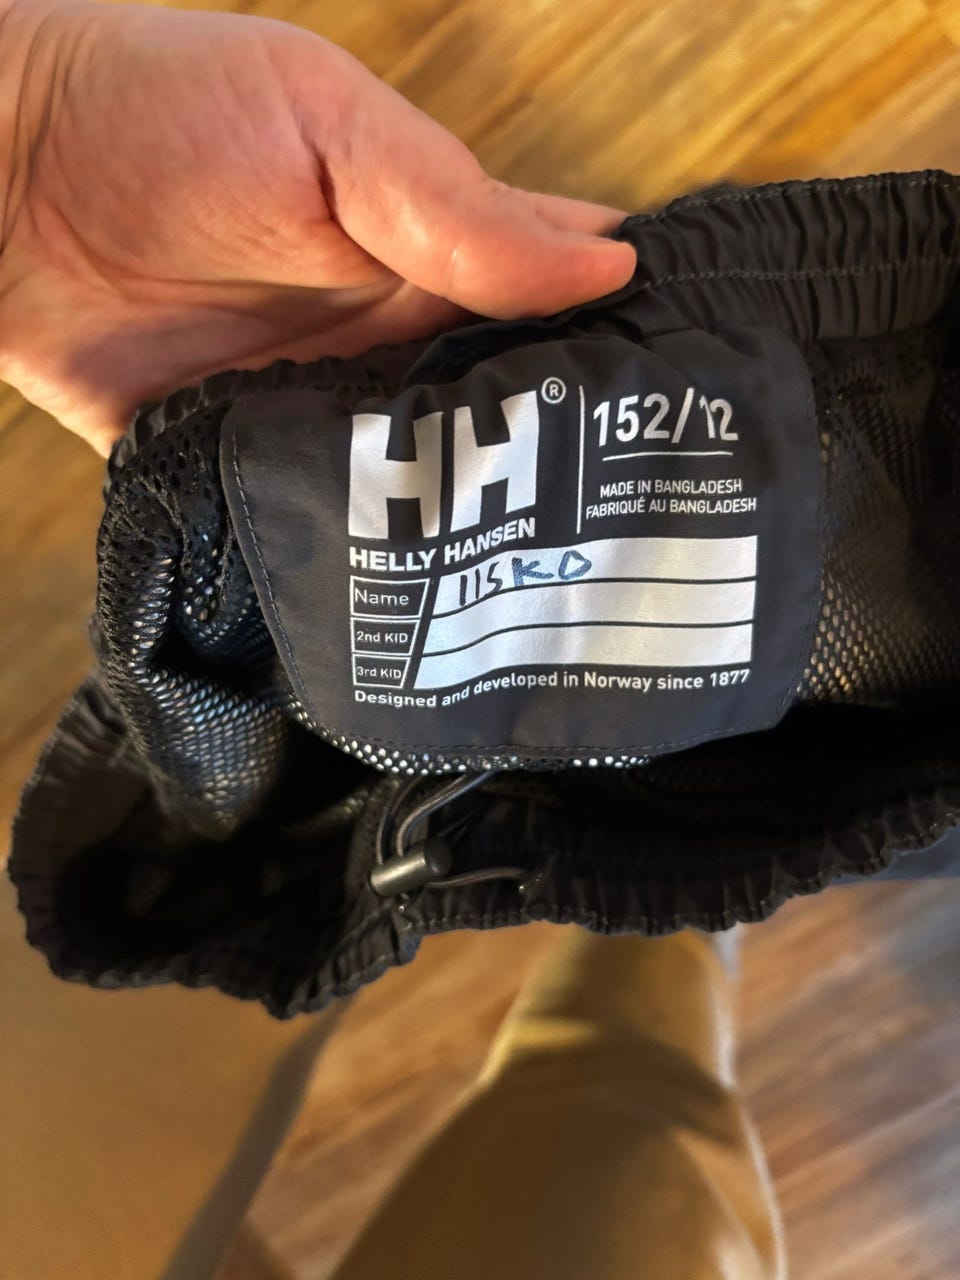 HH®
HELLY HANSEN
152/12
MADE IN BANGLADESH
FABRIQUÉ AU BANGLADESH
Name IISKO
2nd KID
3rd KID
Designed and developed in Norway since 1877